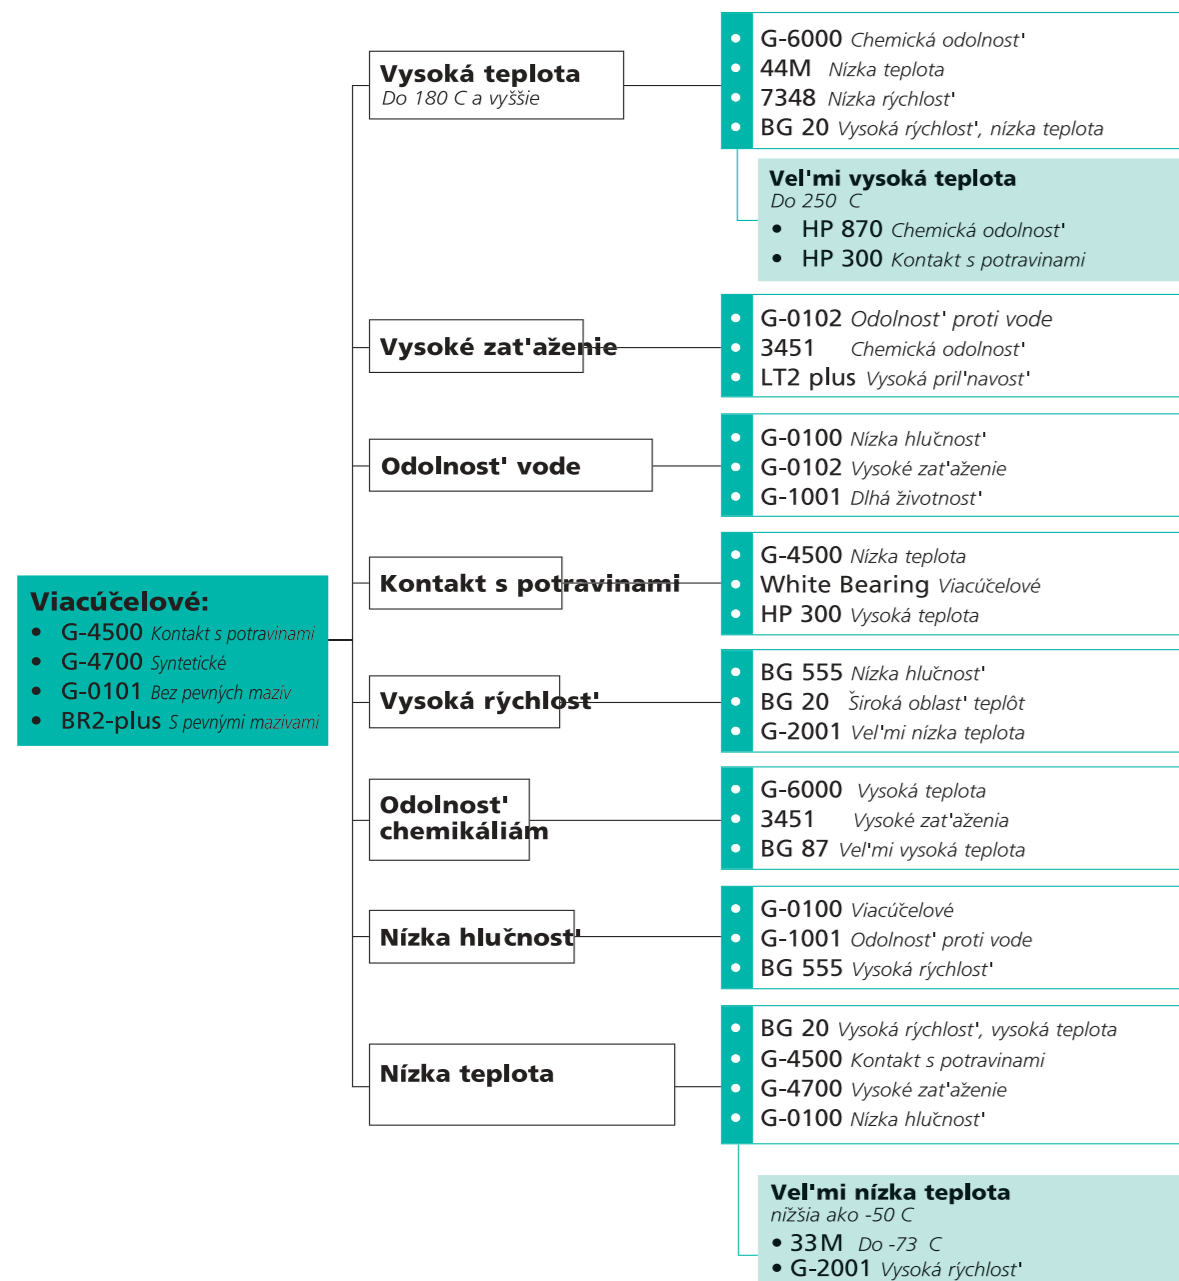 Viacúčelové:
• G-4500 Kontakt s potravinami
• G-4700 Syntetické
• G-0101 Bez pevných mazív
• BR2-plus S pevnými mazivami
Vysoká teplota
Do 180 C a vyššie
• G-6000 Chemická odolnost'
• 44M Nízka teplota
• 7348 Nízka rýchlost'
• BG 20 Vysoká rýchlost', nízka teplota
Vel'mi vysoká teplota
Do 250 C
• HP 870 Chemická odolnost'
• HP 300 Kontakt s potravinami
Vysoké zat'aženie
• G-0102 Odolnost' proti vode
• 3451 Chemická odolnost'
• LT2 plus Vysoká pril'navost'
Odolnost' vode
• G-0100 Nízka hlučnost'
• G-0102 Vysoké zat'aženie
• G-1001 Dlhá životnost'
Kontakt s potravinami
• G-4500 Nízka teplota
• White Bearing Viacúčelové
• HP 300 Vysoká teplota
Vysoká rýchlost'
• BG 555 Nízka hlučnost'
• BG 20 Široká oblast' teplôt
• G-2001 Vel'mi nízka teplota
Odolnost'
chemikáliám
• G-6000 Vysoká teplota
• 3451 Vysoké zat'aženia
• BG 87 Vel'mi vysoká teplota
Nízka hlučnost'
• G-0100 Viacúčelové
• G-1001 Odolnost' proti vode
• BG 555 Vysoká rýchlost'
Nízka teplota
• BG 20 Vysoká rýchlost', vysoká teplota
• G-4500 Kontakt s potravinami
• G-4700 Vysoké zat'aženie
• G-0100 Nízka hlučnost'
Vel'mi nízka teplota
nižšia ako -50 C
• 33M Do -73 C
• G-2001 Vysoká rýchlost'